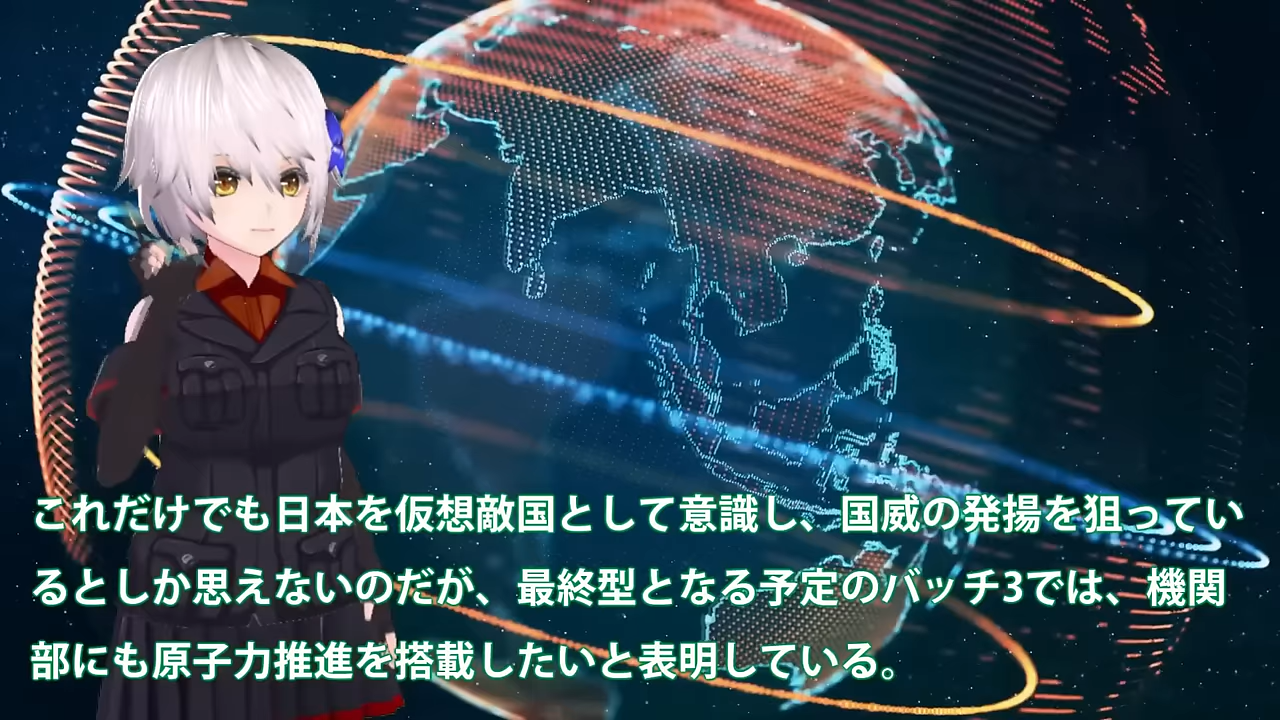 これだけでも日本を仮想敵国として意識し、国威の発揚を狙ってい
るとしか思えないのだが、最終型となる予定のバッチ3では、機関
部にも原子力推進を搭載したいと表明している。